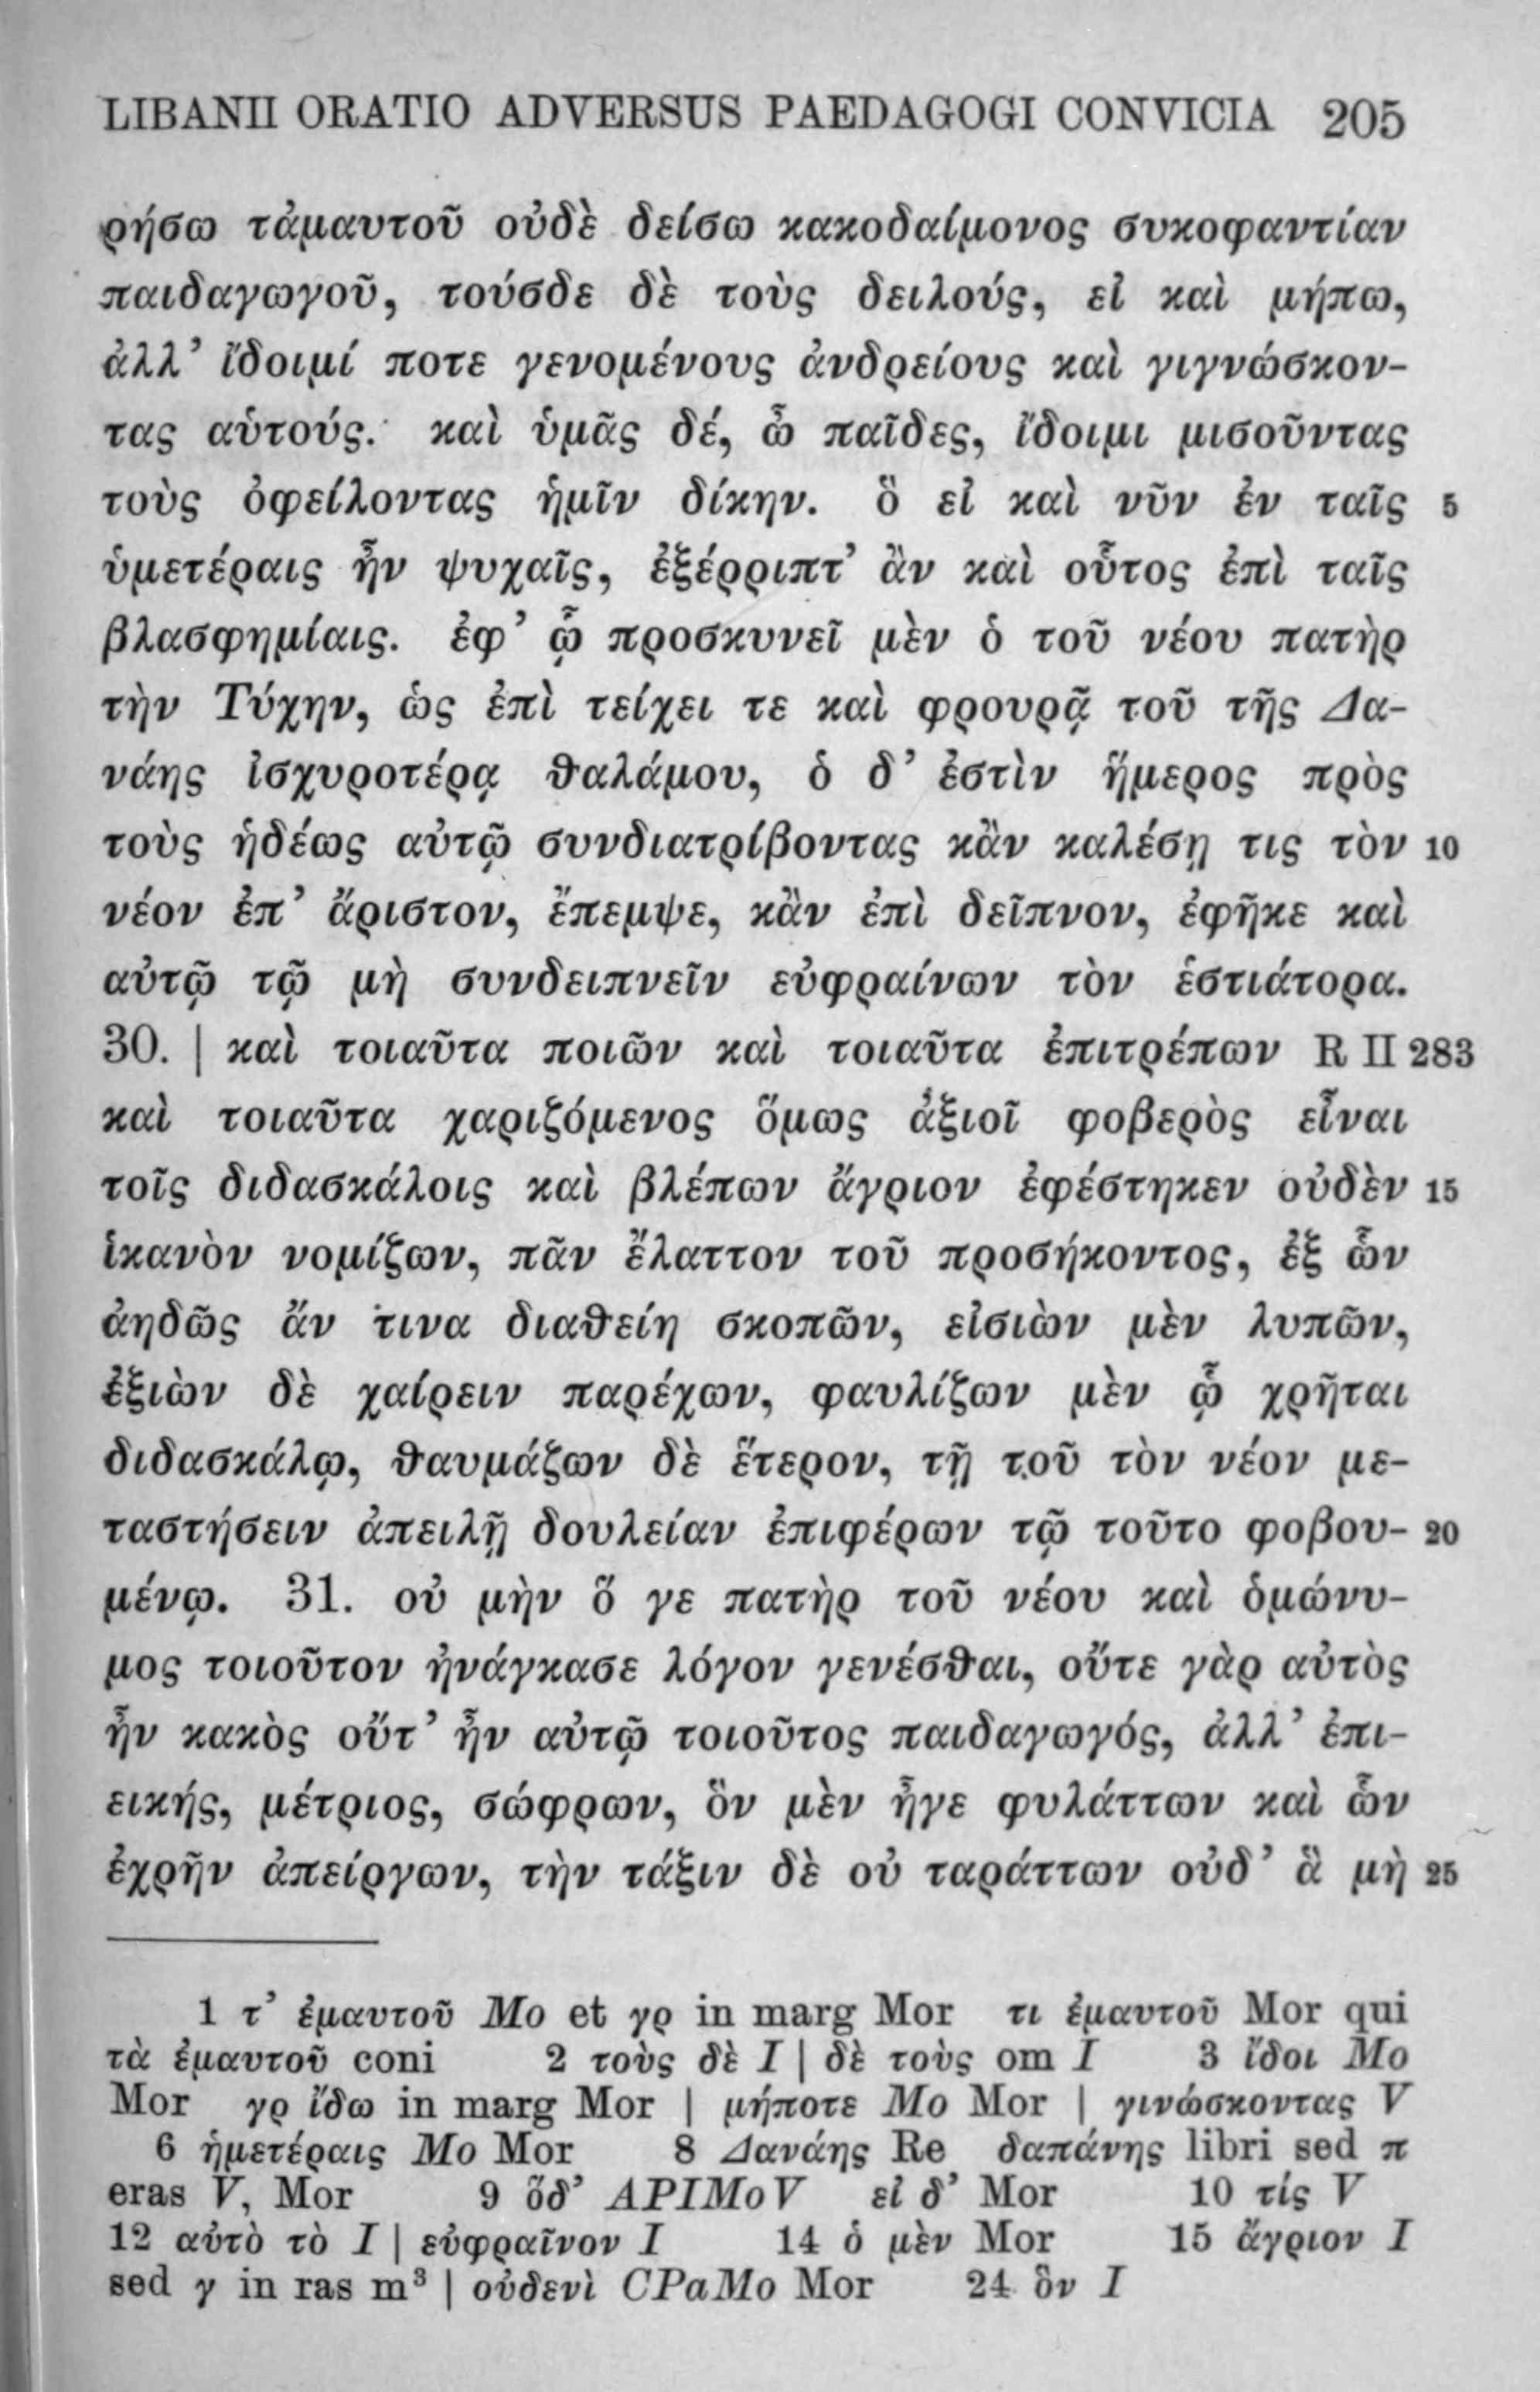 LIBANII ORATIO ADVERSUS PAEDAGOGI CONVICIA 205
ρήσω τἀμαυτοῦ οὐδὲ δείσω κακοδαίμονος συκοφαντίαν
παιδαγωγοῦ, τούσδε δὲ τοὺς δειλούς, εἰ καὶ μήπω,
ἀλλ’ ἴδοιμί ποτε γενομένους ἀνδρείους καὶ γιγνώσκον-
τας αὑτούς. καὶ ὑμᾶς δέ, ὦ παῖδες, ἴδοιμι μισοῦντας
τοὺς ὀφείλοντας ἡμῖν δίκην. ὃ εἰ καὶ νῦν ἐν ταῖς 5
ὑμετέραις ἦν ψυχαῖς, ἐξέρριπτ’ ἂν καὶ οὗτος ἐπὶ ταῖς
βλασφημίαις. ἐφ’ ᾧ προσκυνεῖ μὲν ὁ τοῦ νέου πατὴρ
τὴν Τύχην, ὡς ἐπὶ τείχει τε καὶ φρουρᾷ τοῦ τῆς Δα-
νάης ἰσχυροτέρᾳ θαλάμου, ὁ δ’ ἐστὶν ἥμερος πρὸς
τοὺς ἡδέως αὐτῷ συνδιατρίβοντας κἂν καλέσῃ τις τὸν 10
νέον ἐπ’ ἄριστον, ἔπεμψε, κἂν ἐπὶ δεῖπνον, ἐφῆκε καὶ
αὐτῷ τῷ μὴ συνδειπνεῖν εὐφραίνων τὸν ἑστιάτορα.
30. | καὶ τοιαῦτα ποιῶν καὶ τοιαῦτα ἐπιτρέπων R II 283
καὶ τοιαῦτα χαριζόμενος ὅμως ἀξιοῖ φοβερὸς εἶναι
τοῖς διδασκάλοις καὶ βλέπων ἄγριον ἐφέστηκεν οὐδὲν 15
ἱκανὸν νομίζων, πᾶν ἔλαττον τοῦ προσήκοντος, ἐξ ὧν
ἀηδῶς ἄν τινα διαθείη σκοπῶν, εἰσιὼν μὲν λυπῶν,
ἐξιὼν δὲ χαίρειν παρέχων, φαυλίζων μὲν ᾧ χρῆται
διδασκάλῳ, θαυμάζων δὲ ἕτερον, τῇ τοῦ τὸν νέον με-
ταστήσειν ἀπειλῇ δουλείαν ἐπιφέρων τῷ τοῦτο φοβου- 20
μένῳ. 31. οὐ μὴν ὅ γε πατὴρ τοῦ νέου καὶ ὁμώνυ-
μος τοιοῦτον ἠνάγκασε λόγον γενέσθαι, οὔτε γὰρ αὐτὸς
ἦν κακὸς οὔτ’ ἦν αὐτῷ τοιοῦτος παιδαγωγός, ἀλλ’ ἐπι-
εικής, μέτριος, σώφρων, ὃν μὲν ἦγε φυλάττων καὶ ὧν
ἐχρῆν ἀπείργων, τὴν τάξιν δὲ οὐ ταράττων οὐδ’ ἃ μὴ 25
1 τ’ ἐμαυτοῦ Mo et γρ in marg Mor τι ἐμαυτοῦ Mor qui
τὰ ἐμαυτοῦ coni 2 τοὺς δὲ I | δὲ τοὺς om I 3 ἴδοι Mo
Mor γρ ἴδω in marg Mor | μήποτε Mo Mor | γινώσκοντας V
6 ἡμετέραις Mo Mor 8 Δανάης Re δαπάνης libri sed π
eras V, Mor 9 ὅδ’ APIMoV εἰ δ’ Mor 10 τίς V
12 αὐτὸ τὸ I | εὐφραῖνον I 14 ὁ μὲν Mor 15 ἄγριον I
sed γ in ras m³ | οὐδενὶ CPaMo Mor 24 ὂν I